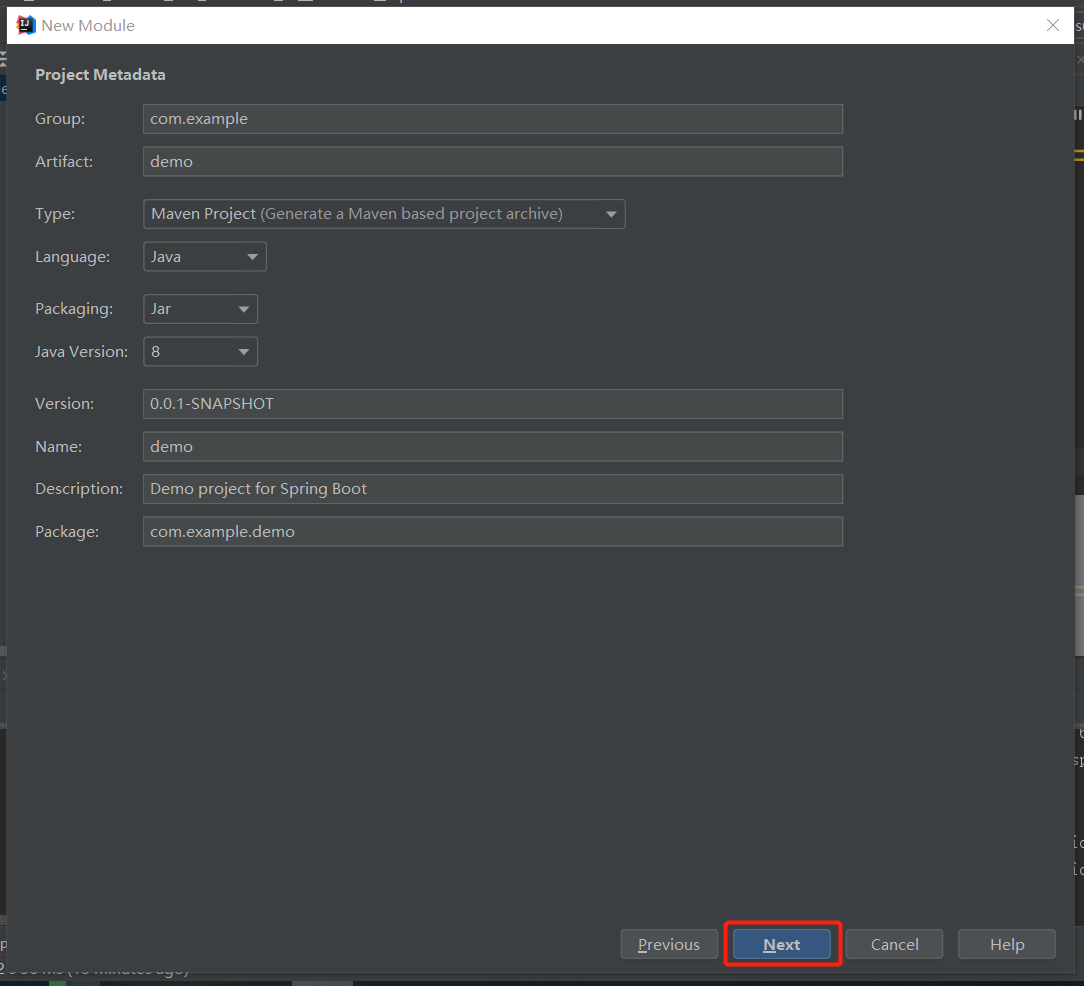 New Module
Project Metadata
Group: com.example
Artifact: demo
Type: Maven Project (Generate a Maven based project archive)
Language: Java
Packaging: Jar
Java Version: 8
Version: 0.0.1-SNAPSHOT
Name: demo
Description: Demo project for Spring Boot
Package: com.example.demo
Previous Next Cancel Help